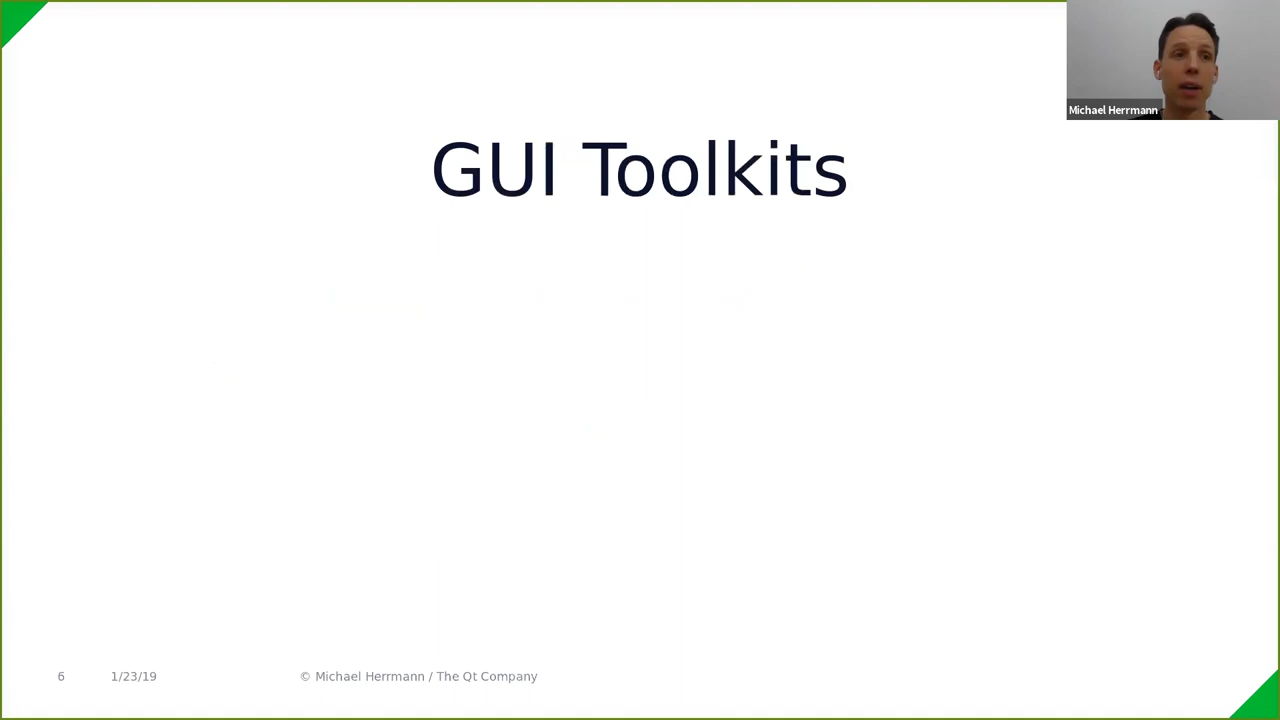 Michael Herrmann
GUI Toolkits
6
1/23/19
© Michael Herrmann / The Qt Company